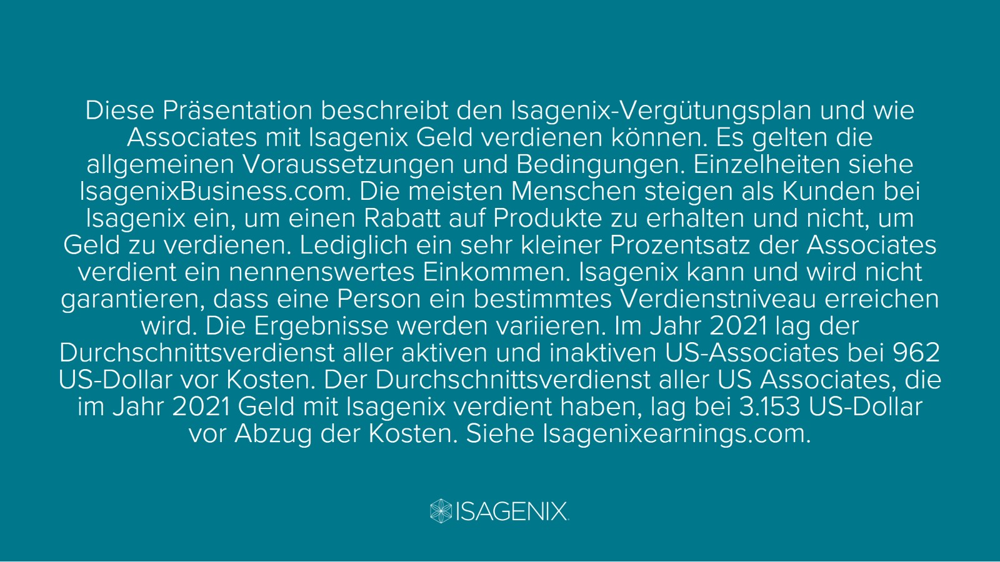 Diese Präsentation beschreibt den Isagenix-Vergütungsplan und wie
Associates mit Isagenix Geld verdienen können. Es gelten die
allgemeinen Voraussetzungen und Bedingungen. Einzelheiten siehe
IsagenixBusiness.com. Die meisten Menschen steigen als Kunden bei
Isagenix ein, um einen Rabatt auf Produkte zu erhalten und nicht, um
Geld zu verdienen. Lediglich ein sehr kleiner Prozentsatz der Associates
verdient ein nennenswertes Einkommen. Isagenix kann und wird nicht
garantieren, dass eine Person ein bestimmtes Verdienstniveau erreichen
wird. Die Ergebnisse werden variieren. Im Jahr 2021 lag der
Durchschnittsverdienst aller aktiven und inaktiven US-Associates bei 962
US-Dollar vor Kosten. Der Durchschnittsverdienst aller US Associates, die
im Jahr 2021 Geld mit Isagenix verdient haben, lag bei 3.153 US-Dollar
vor Abzug der Kosten. Siehe Isagenixearnings.com.
ISAGENIX